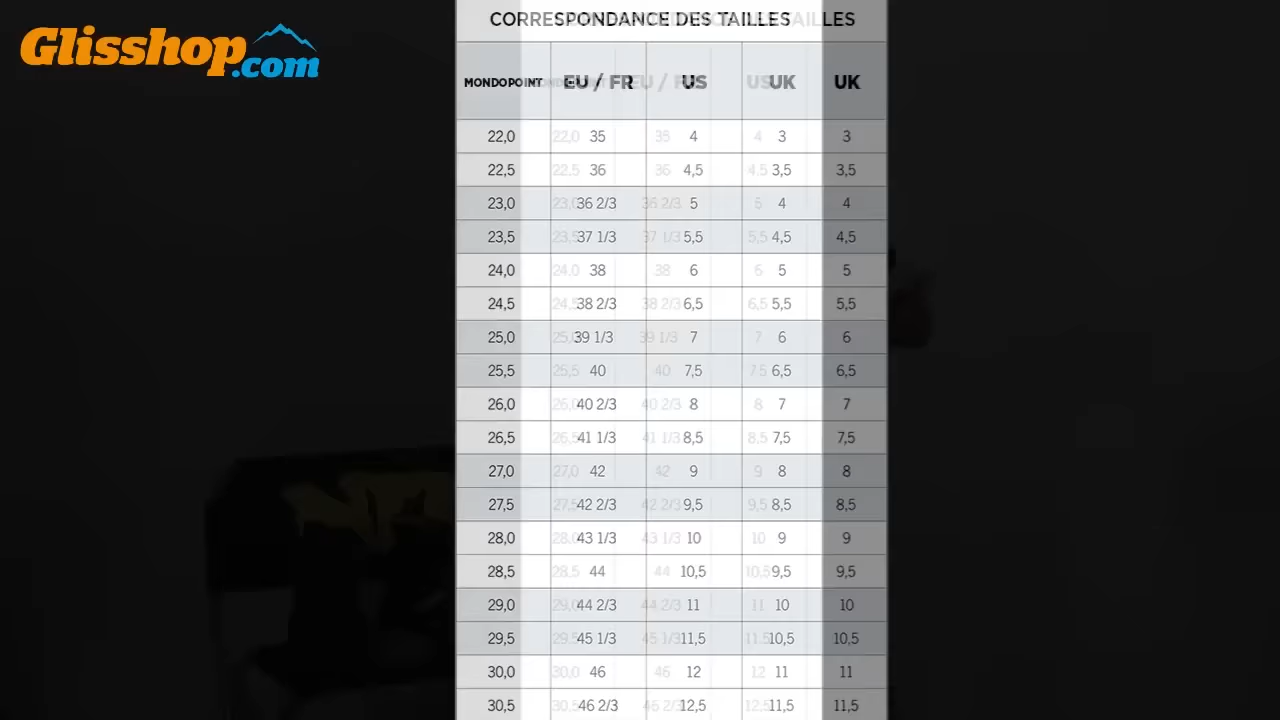 Glisshop.com
CORRESPONDANCE DES TAILLES
MONDOPOINT EU / FR US UK
22,0 35 4 3
22,5 36 4,5 3,5
23,0 36 2/3 5 4
23,5 37 1/3 5,5 4,5
24,0 38 6 5
24,5 38 2/3 6,5 5,5
25,0 39 1/3 7 6
25,5 40 7,5 6,5
26,0 40 2/3 8 7
26,5 41 1/3 8,5 7,5
27,0 42 9 8
27,5 42 2/3 9,5 8,5
28,0 43 1/3 10 9
28,5 44 10,5 9,5
29,0 44 2/3 11 10
29,5 45 1/3 11,5 10,5
30,0 46 12 11
30,5 46 2/3 12,5 11,5